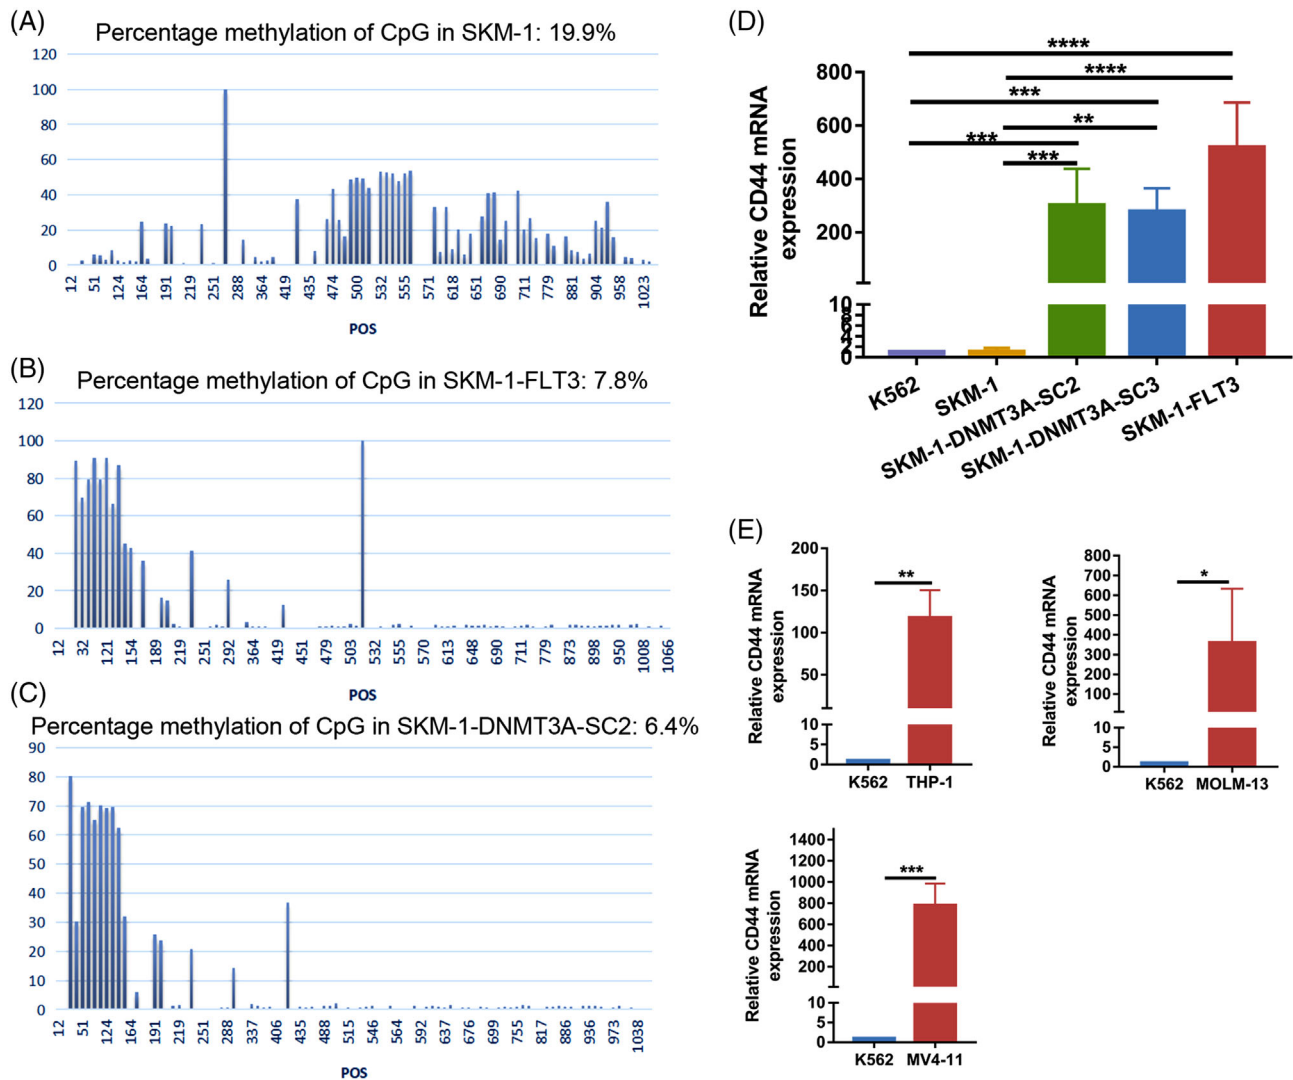 (A)
Percentage methylation of CpG in SKM-1: 19.9%
120
100
80
60
40
20
0
12 51 124 164 191 219 251 288 364 419 435 474 500 532 555 571 618 651 690 711 779 881 904 958 1023
POS
(B)
Percentage methylation of CpG in SKM-1-FLT3: 7.8%
120
100
80
60
40
20
0
12 32 84 121 154 189 219 251 292 364 419 451 479 503 532 555 570 613 648 690 711 779 873 898 950 1008 1066
POS
(C)
Percentage methylation of CpG in SKM-1-DNMT3A-SC2: 6.4%
90
80
70
60
50
40
30
20
10
0
12 51 124 164 191 219 251 288 337 406 435 488 515 546 564 592 637 676 699 755 817 886 936 973 1038
POS
(D)
Relative CD44 mRNA
expression
800
600
400
200
10
8
6
4
2
0
****
****
***
**
***
***
K562
SKM-1
SKM-1-DNMT3A-SC2
SKM-1-DNMT3A-SC3
SKM-1-FLT3
(E)
Relative CD44 mRNA
expression
200
150
100
50
10
5
0
**
K562 THP-1
Relative CD44 mRNA
expression
800
700
600
500
400
300
200
100
10
5
0
*
K562 MOLM-13
Relative CD44 mRNA
expression
1400
1200
1000
800
600
400
200
10
5
0
***
K562 MV4-11